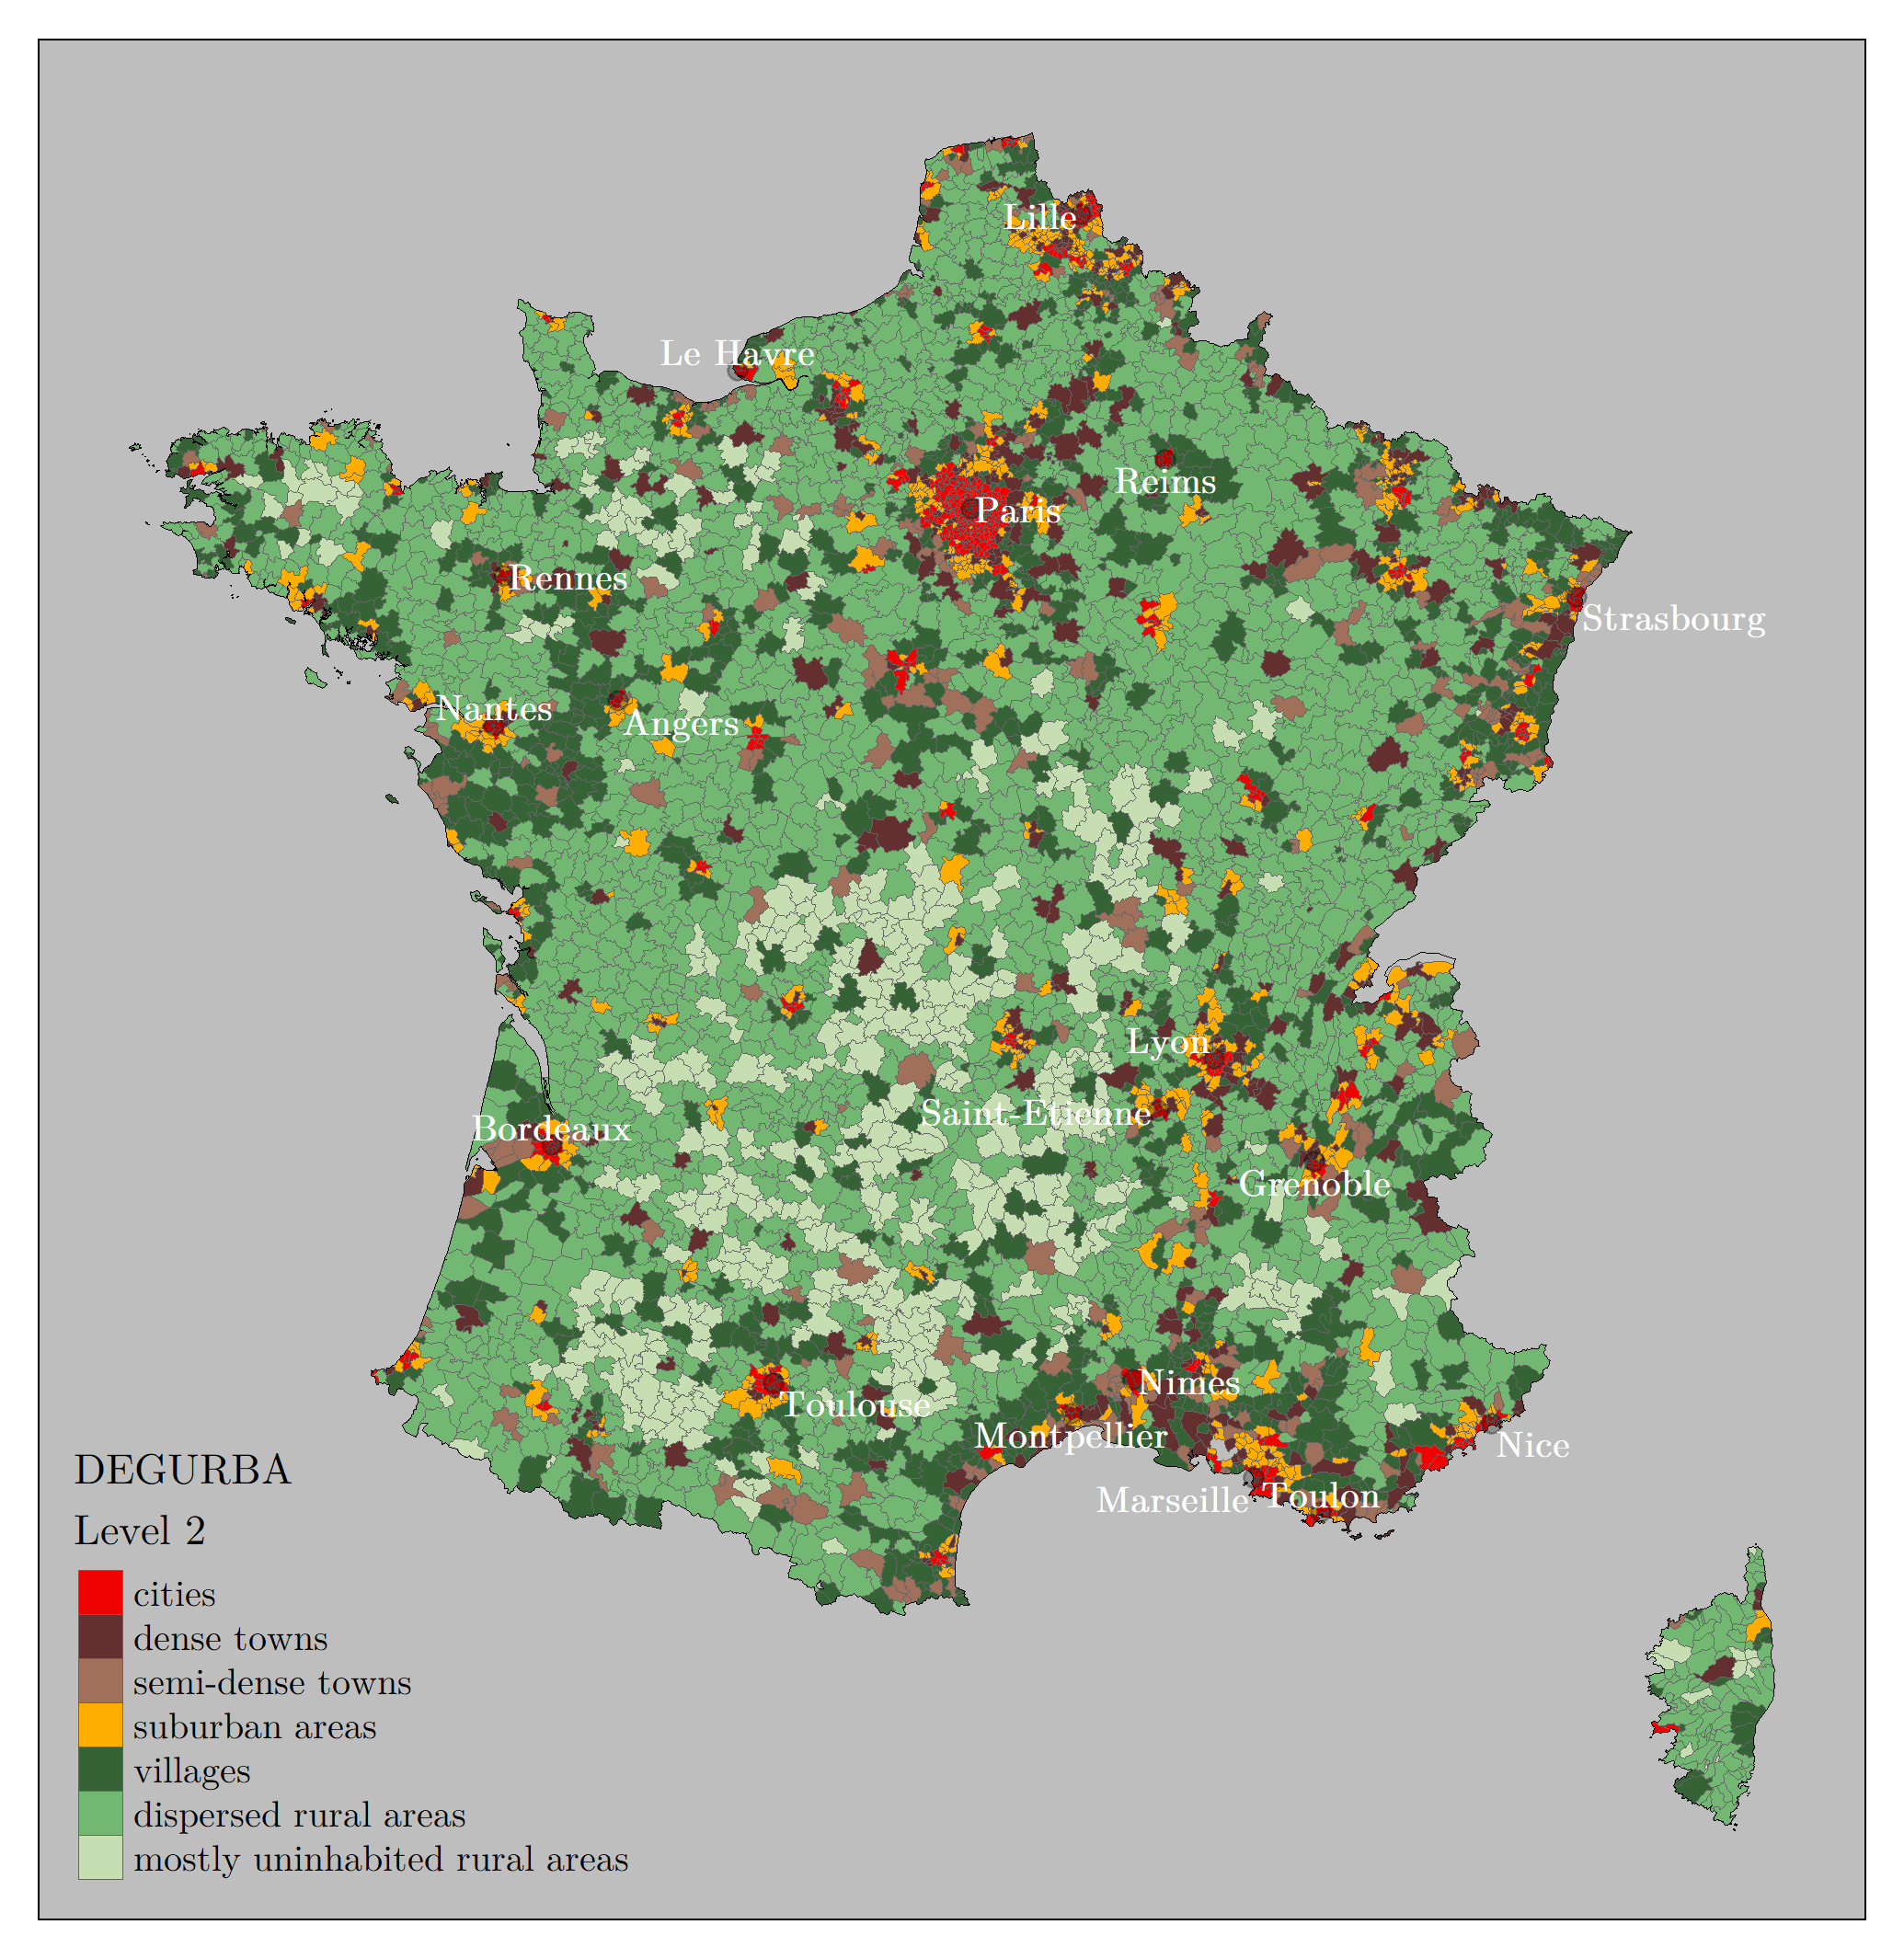 Lille
Le Havre
Reims
Paris
Rennes
Strasbourg
Nantes
Angers
Lyon
Saint-Etienne
Bordeaux
Grenoble
Nimes
Toulouse
Montpellier
Nice
Marseille
Toulon
DEGURBA
Level 2
cities
dense towns
semi-dense towns
suburban areas
villages
dispersed rural areas
mostly uninhabited rural areas